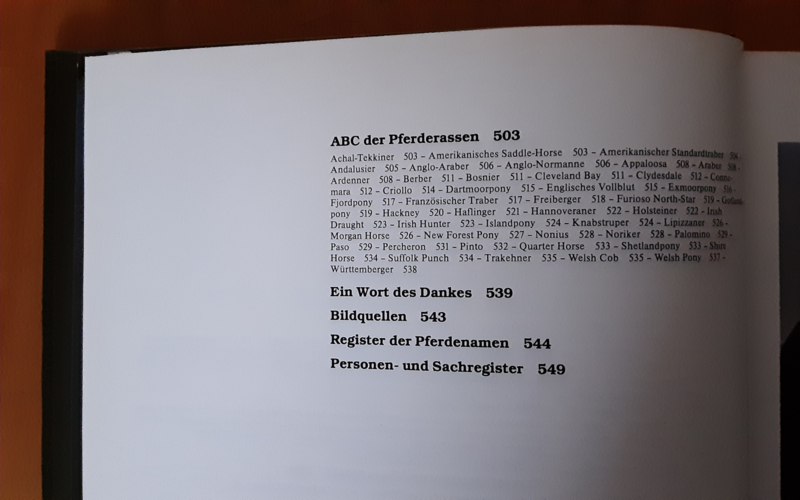 ABC der Pferderassen 503
Achal-Tekkiner 503 – Amerikanisches Saddle-Horse 503 – Amerikanischer Standardtraber 504 –
Andalusier 505 – Anglo-Araber 506 – Anglo-Normanne 506 – Appaloosa 508 – Araber 508 –
Ardenner 508 – Berber 511 – Bosnier 511 – Cleveland Bay 511 – Clydesdale 512 – Conne-
mara 512 – Criollo 514 – Dartmoorpony 515 – Englisches Vollblut 515 – Exmoorpony 516 –
Fjordpony 517 – Französischer Traber 517 – Freiberger 518 – Furioso North-Star 519 – Gotland-
pony 519 – Hackney 520 – Haflinger 521 – Hannoveraner 522 – Holsteiner 522 – Irish
Draught 523 – Irish Hunter 523 – Islandpony 524 – Knabstruper 524 – Lipizzaner 526 –
Morgan Horse 526 – New Forest Pony 527 – Nonius 528 – Noriker 528 – Palomino 529 –
Paso 529 – Percheron 531 – Pinto 532 – Quarter Horse 533 – Shetlandpony 533 – Shire
Horse 534 – Suffolk Punch 534 – Trakehner 535 – Welsh Cob 535 – Welsh Pony 537 –
Württemberger 538
Ein Wort des Dankes 539
Bildquellen 543
Register der Pferdenamen 544
Personen- und Sachregister 549